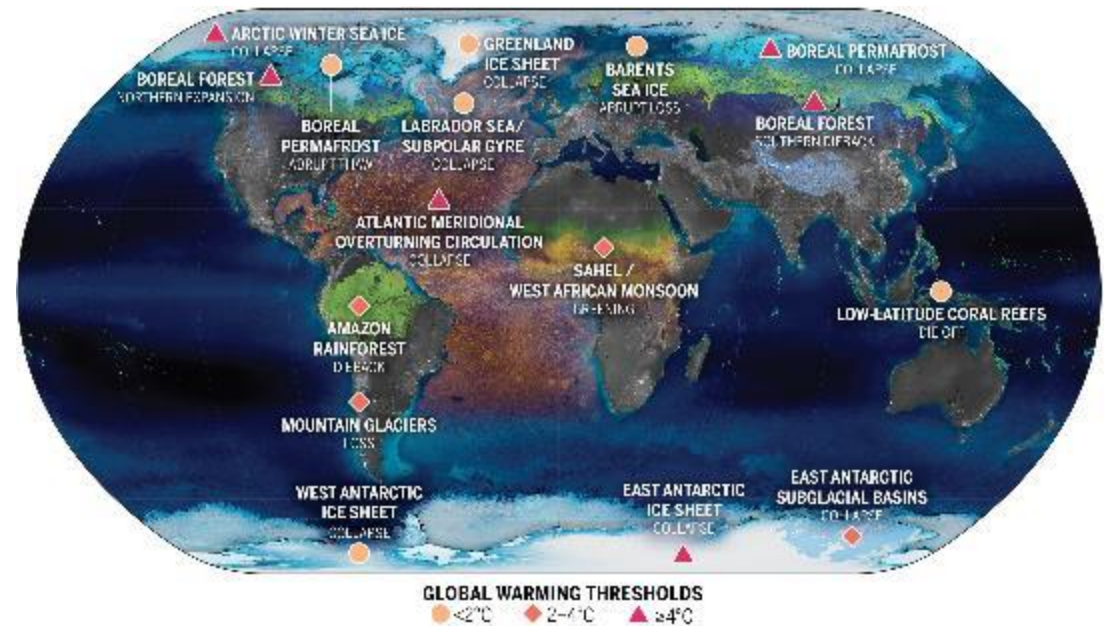 ARCTIC WINTER SEA ICE
COLLAPSE
GREENLAND
ICE SHEET
COLLAPSE
BOREAL PERMAFROST
COLLAPSE
BOREAL FOREST
NORTHERN EXPANSION
BARENTS
SEA ICE
ABRUPT LOSS
BOREAL
PERMAFROST
ABRUPT THAW
LABRADOR SEA/
SUBPOLAR GYRE
COLLAPSE
BOREAL FOREST
SOUTHERN DIEBACK
ATLANTIC MERIDIONAL
OVERTURNING CIRCULATION
COLLAPSE
SAHEL /
WEST AFRICAN MONSOON
GREENING
LOW-LATITUDE CORAL REEFS
DIE OFF
AMAZON
RAINFOREST
DIEBACK
MOUNTAIN GLACIERS
LOSS
WEST ANTARCTIC
ICE SHEET
COLLAPSE
EAST ANTARCTIC
ICE SHEET
COLLAPSE
EAST ANTARCTIC
SUBGLACIAL BASINS
COLLAPSE
GLOBAL WARMING THRESHOLDS
<2°C 2–4°C ≥4°C